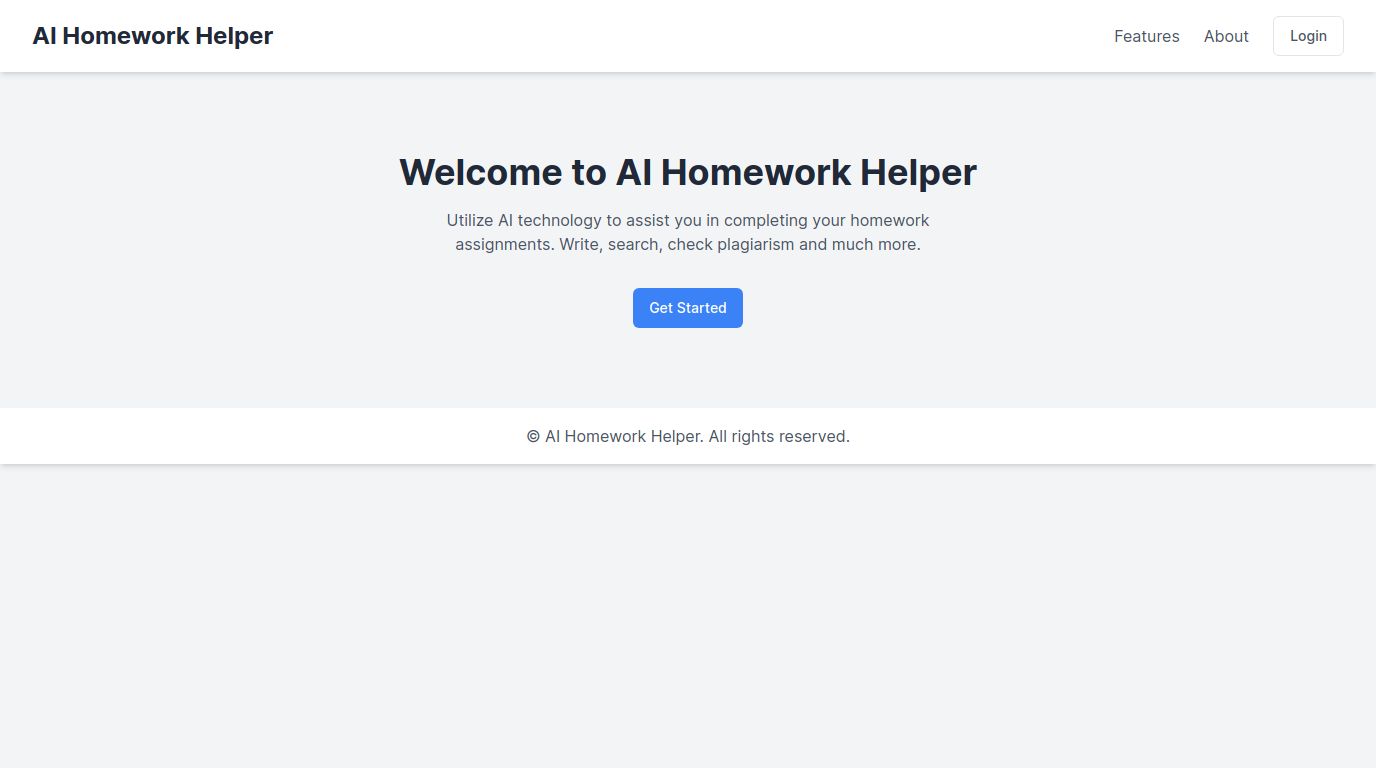 AI Homework Helper
Features
About
Login
Welcome to AI Homework Helper
Utilize AI technology to assist you in completing your homework
assignments. Write, search, check plagiarism and much more.
Get Started
© AI Homework Helper. All rights reserved.